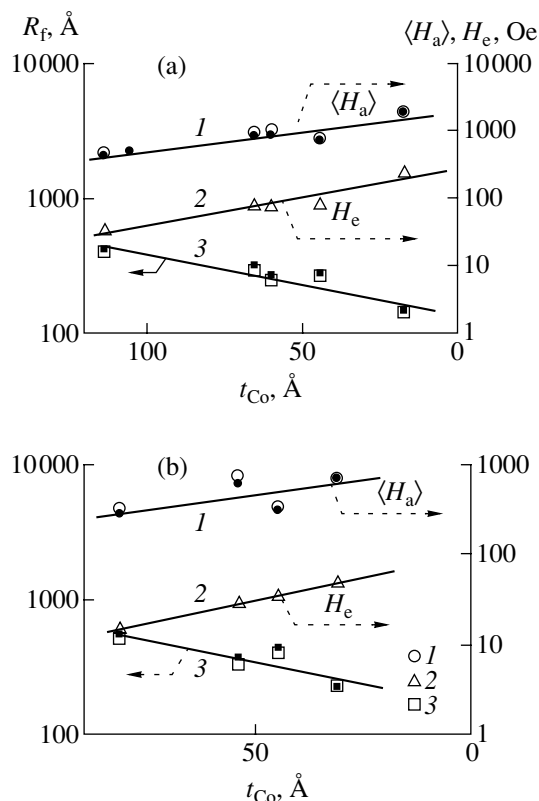 R_f, Å ⟨H_a⟩, H_e, Oe
10000 (a) 10000
⟨H_a⟩
1 1000
1000 2 100
H_e
3 10
100 1
100 50 0
t_Co, Å
10000 (b) 1000
⟨H_a⟩
1 100
1000 2
H_e 10
3 1
2
3
100 1
50 0
t_Co, Å